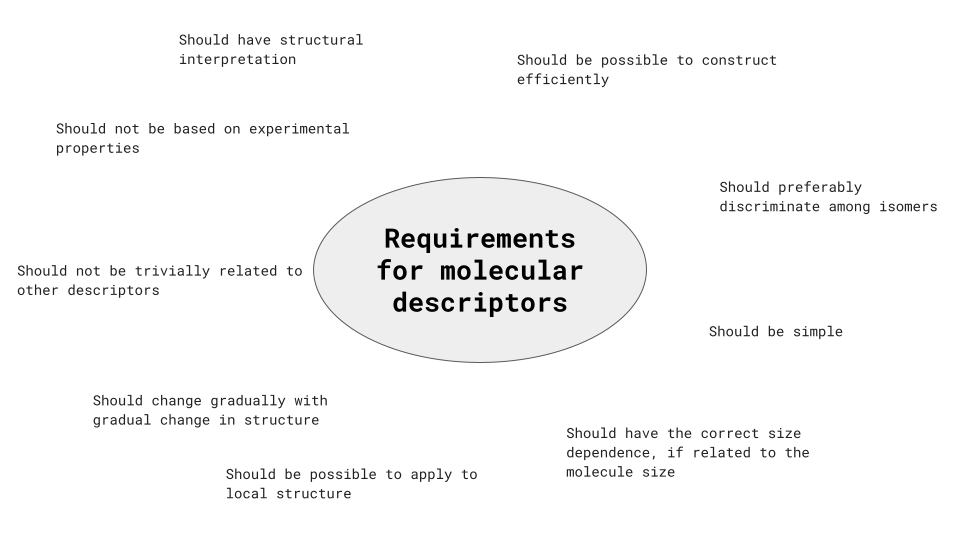 Should have structural
interpretation
Should be possible to construct
efficiently
Should not be based on experimental
properties
Should preferably
discriminate among isomers
Requirements
for molecular
descriptors
Should not be trivially related to
other descriptors
Should be simple
Should change gradually with
gradual change in structure
Should have the correct size
dependence, if related to the
molecule size
Should be possible to apply to
local structure